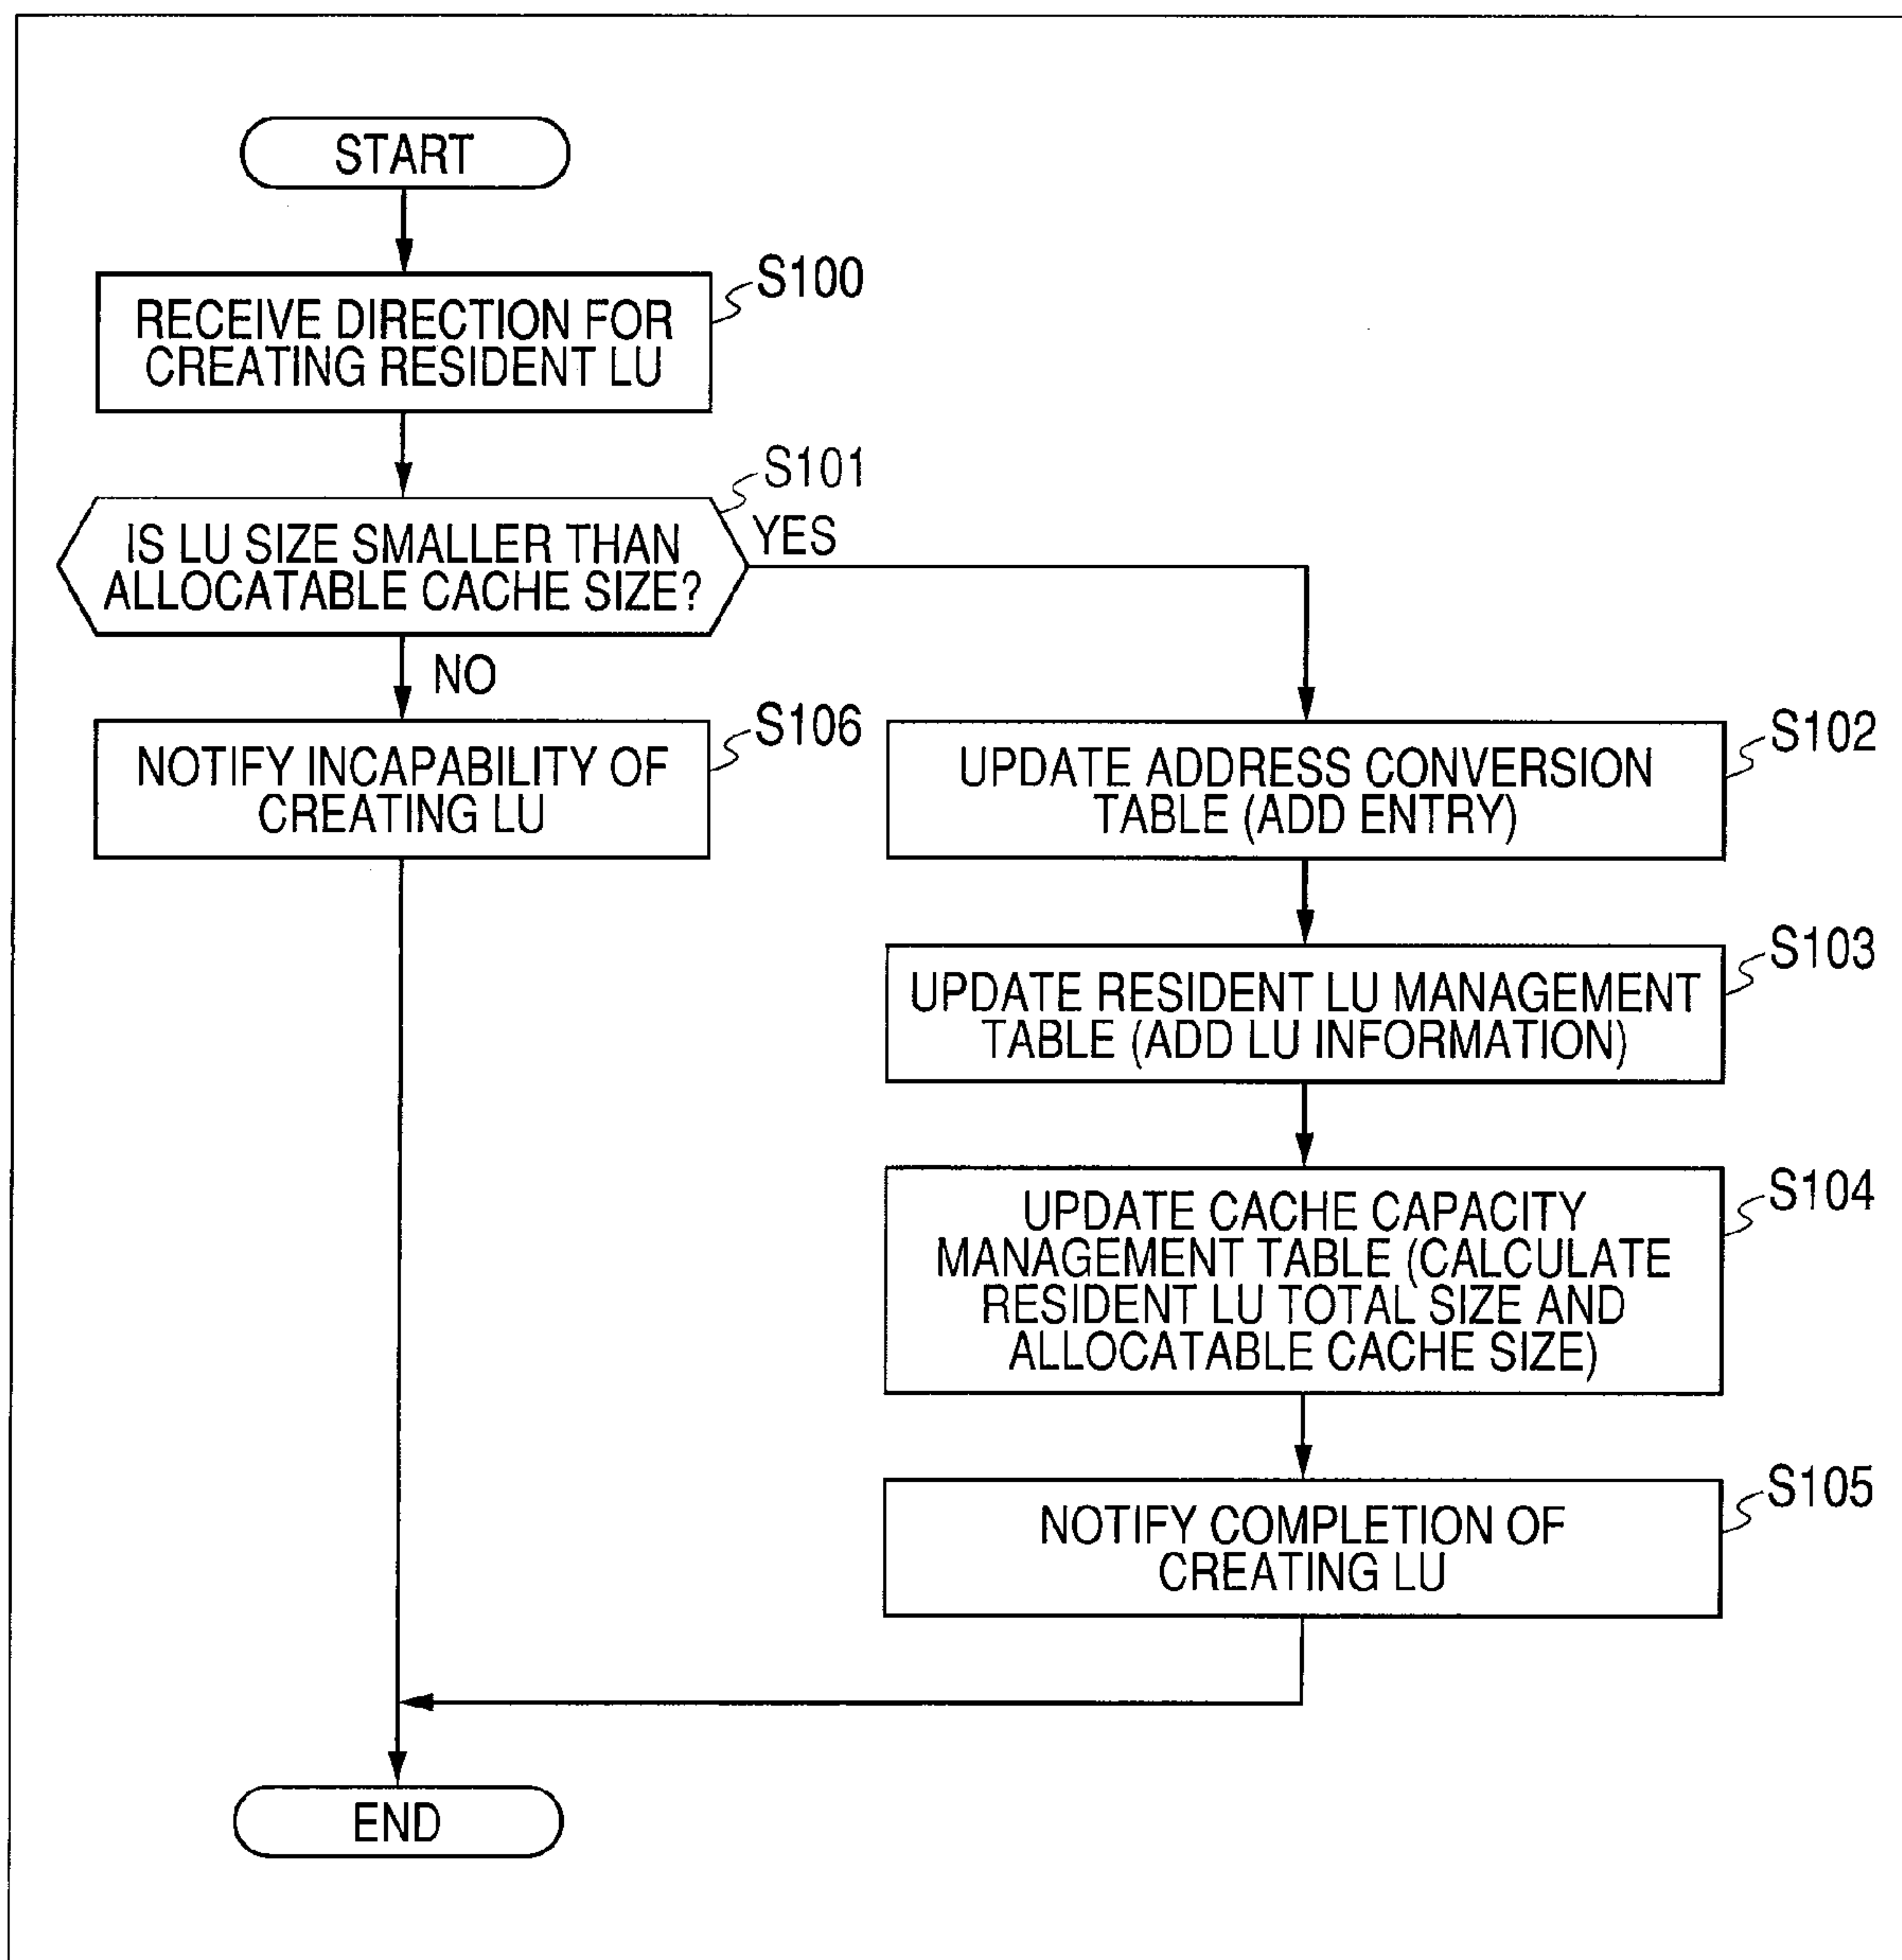 START
S100
RECEIVE DIRECTION FOR
CREATING RESIDENT LU
S101
IS LU SIZE SMALLER THAN
ALLOCATABLE CACHE SIZE?
YES
NO
S106
NOTIFY INCAPABILITY OF
CREATING LU
S102
UPDATE ADDRESS CONVERSION
TABLE (ADD ENTRY)
S103
UPDATE RESIDENT LU MANAGEMENT
TABLE (ADD LU INFORMATION)
S104
UPDATE CACHE CAPACITY
MANAGEMENT TABLE (CALCULATE
RESIDENT LU TOTAL SIZE AND
ALLOCATABLE CACHE SIZE)
S105
NOTIFY COMPLETION OF
CREATING LU
END